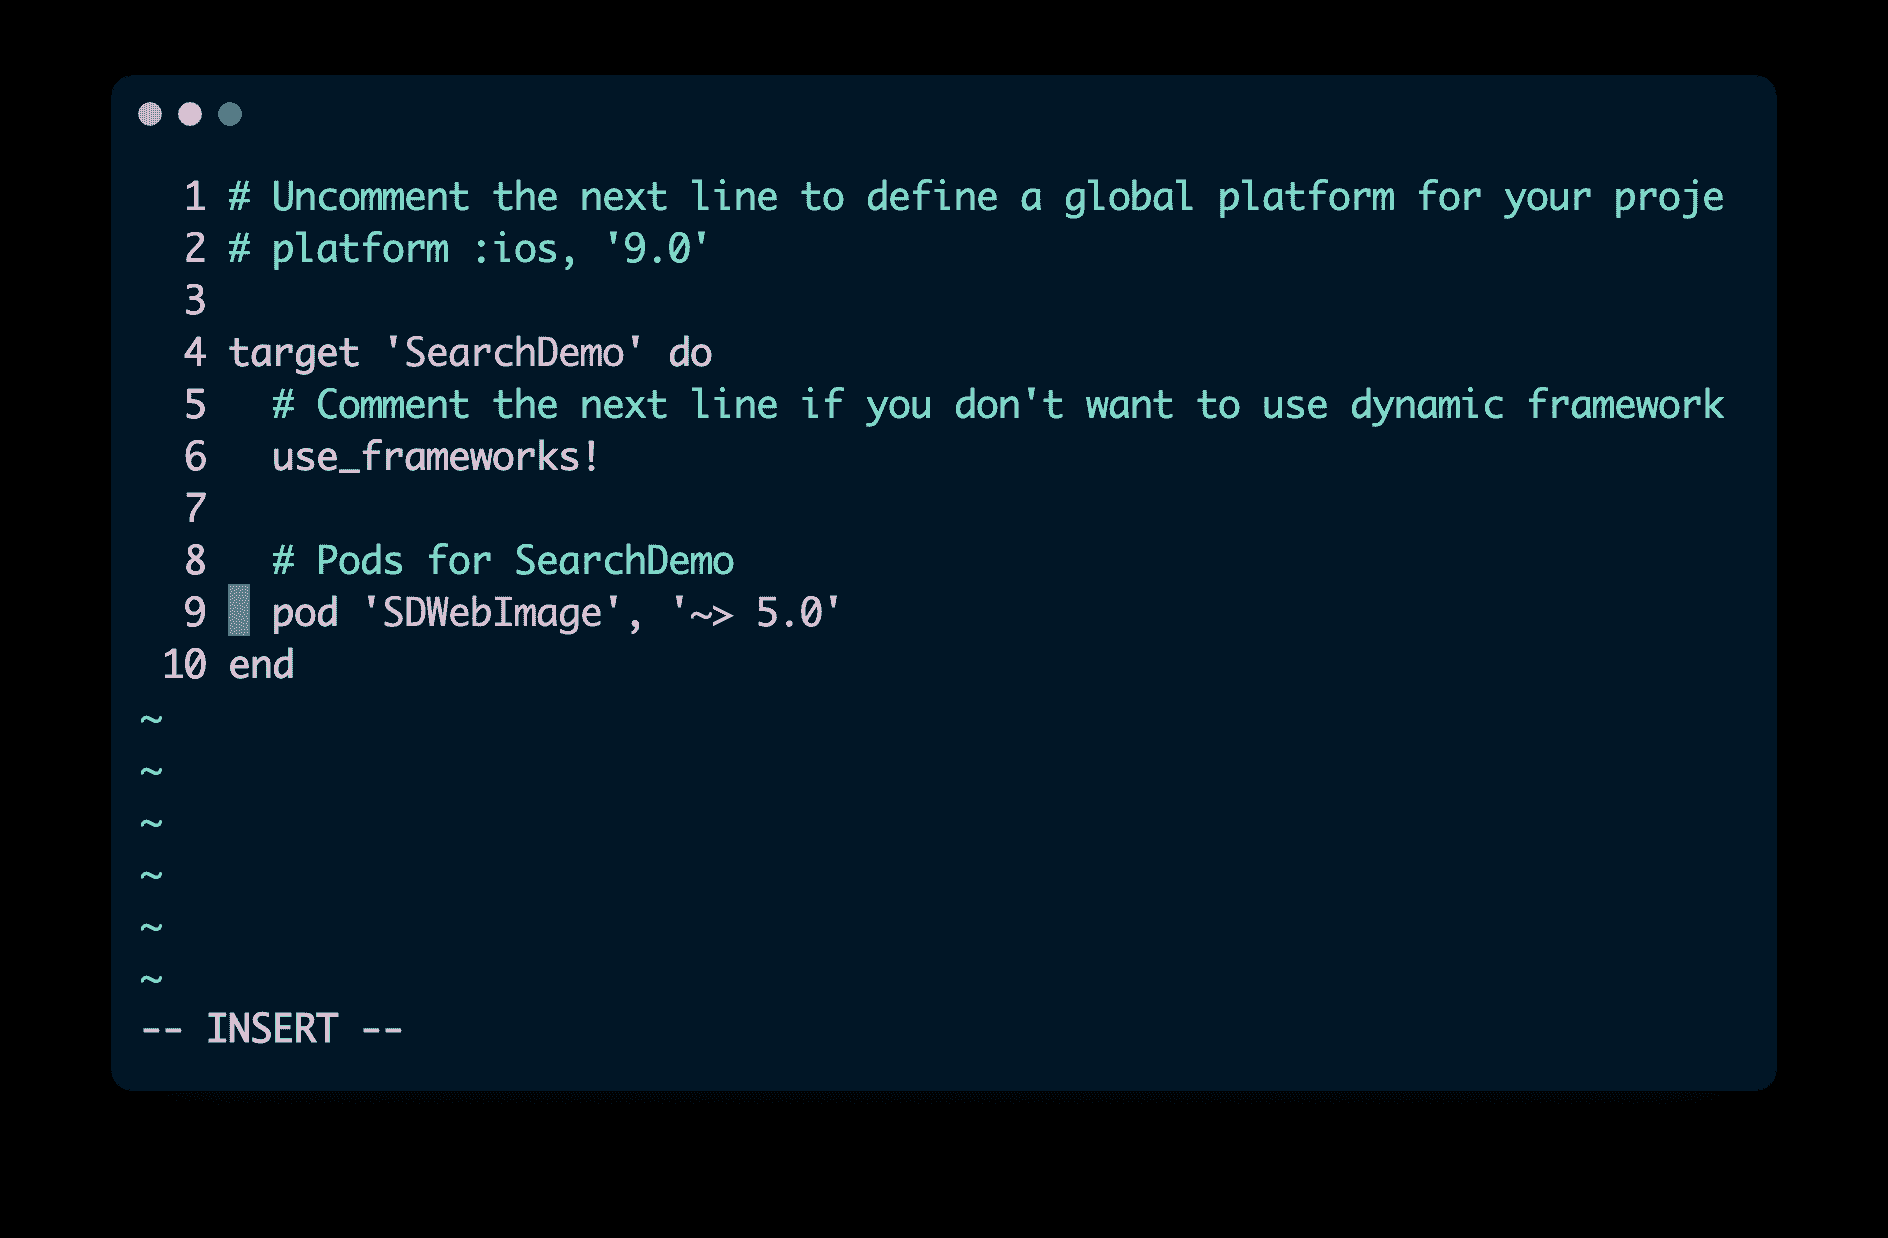 1 # Uncomment the next line to define a global platform for your proje
2 # platform :ios, '9.0'
3
4 target 'SearchDemo' do
5   # Comment the next line if you don't want to use dynamic framework
6   use_frameworks!
7
8   # Pods for SearchDemo
9   pod 'SDWebImage', '~> 5.0'
10 end
~
~
~
~
~
~
-- INSERT --